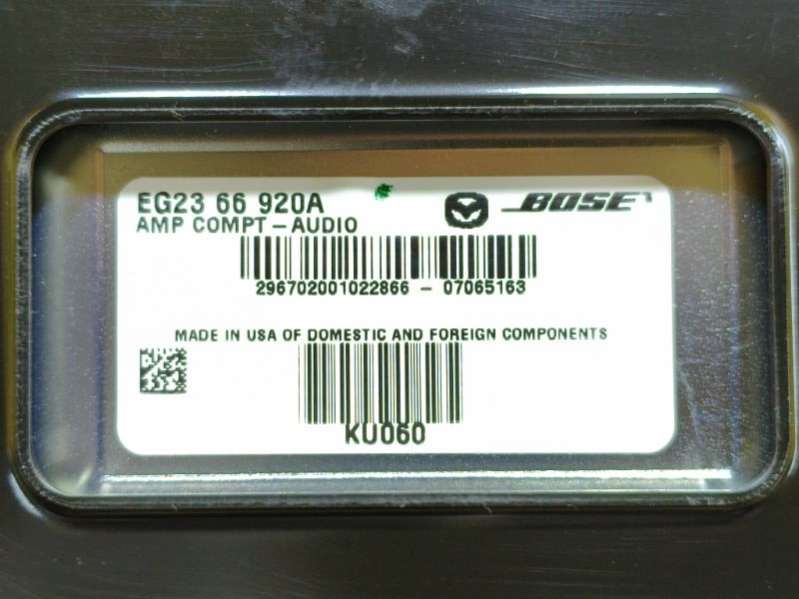 EG23 66 920A
BOSE
AMP COMPT-AUDIO
296702001022866 - 07065163
MADE IN USA OF DOMESTIC AND FOREIGN COMPONENTS
KU060